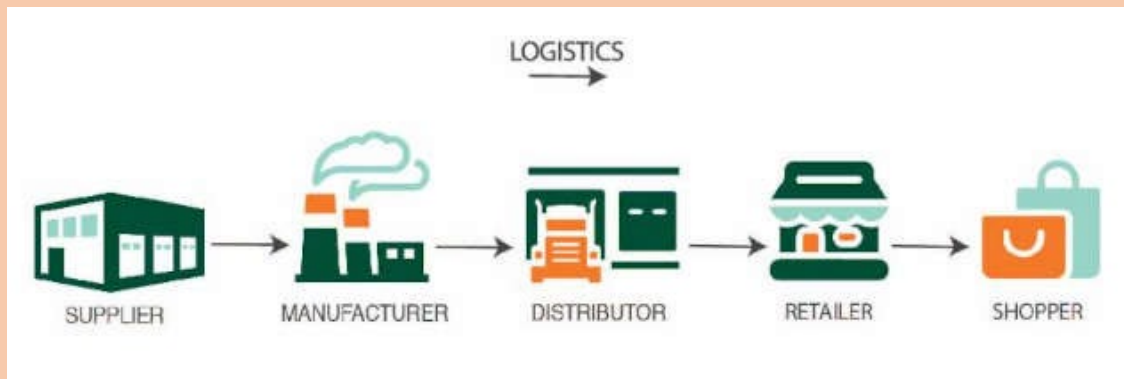 LOGISTICS
SUPPLIER
MANUFACTURER
DISTRIBUTOR
RETAILER
SHOPPER